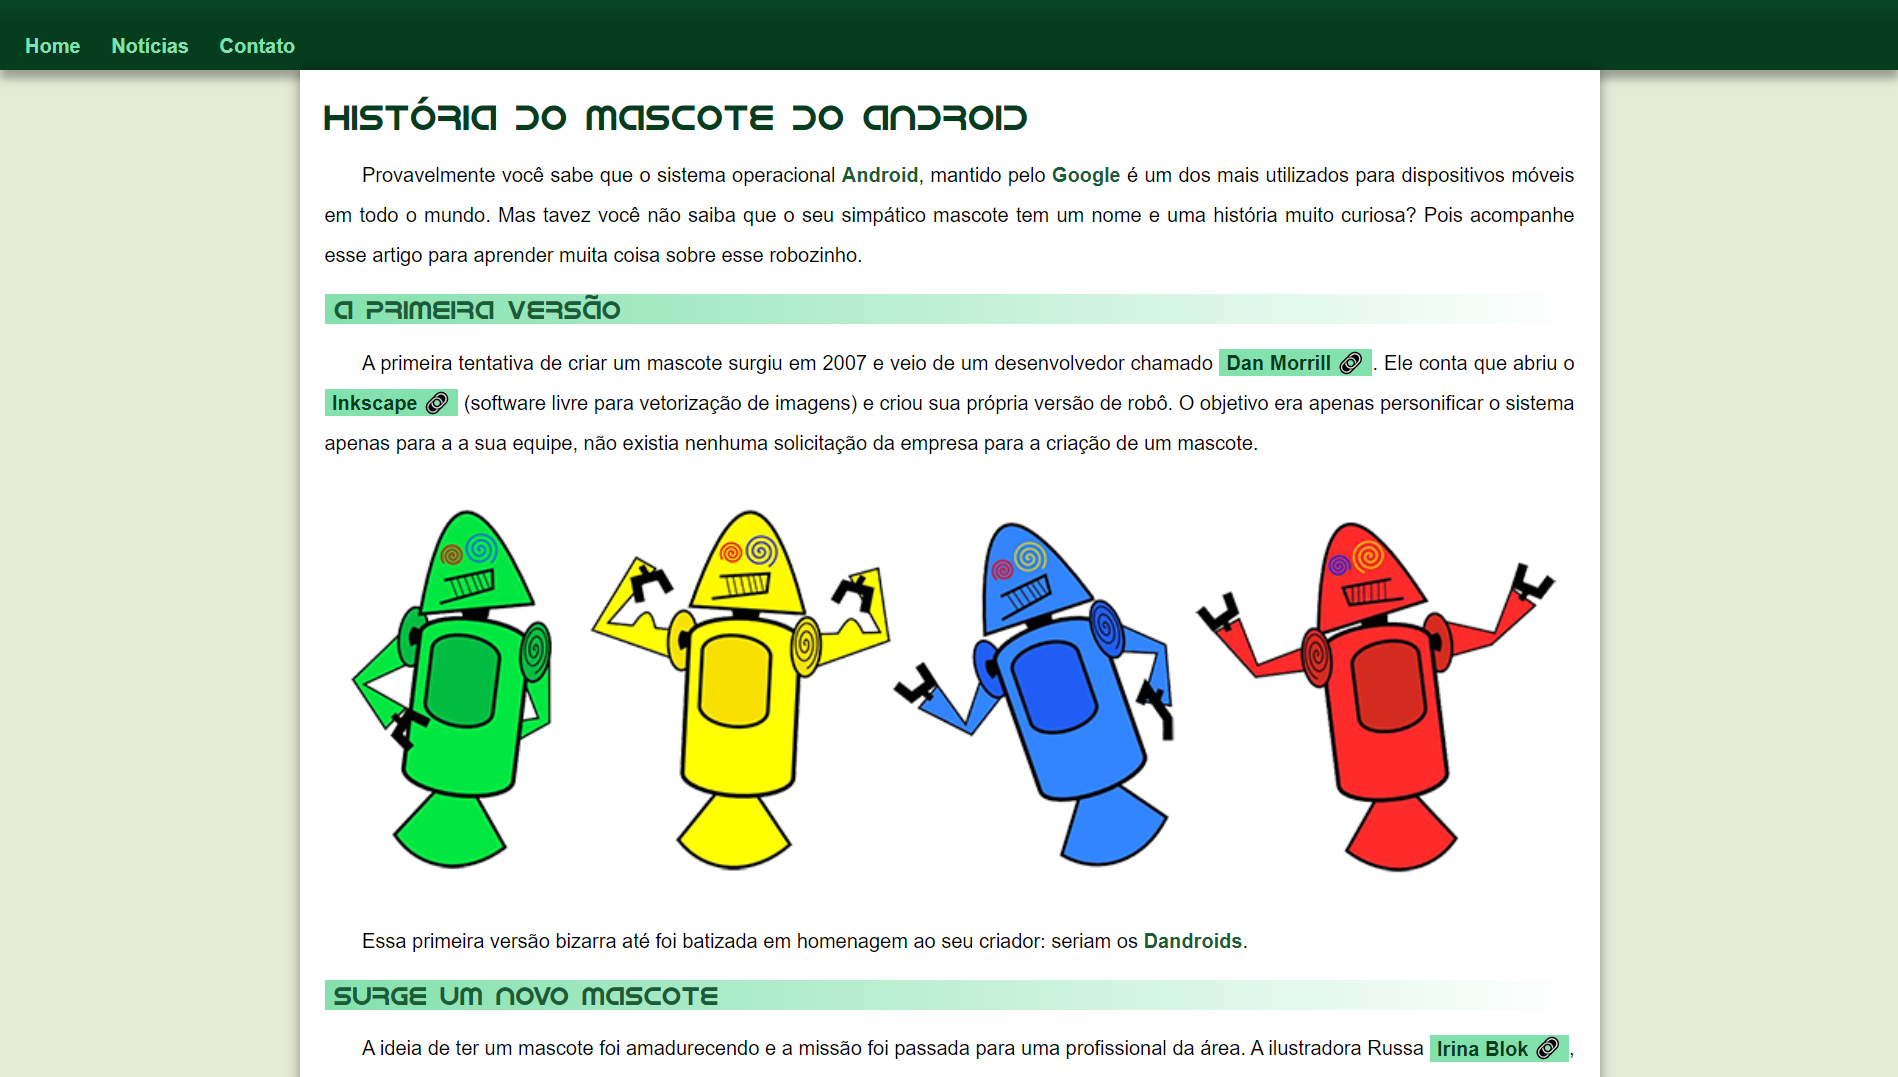 Home Notícias Contato
HISTÓRIA DO MASCOTE DO ANDROID
Provavelmente você sabe que o sistema operacional Android, mantido pelo Google é um dos mais utilizados para dispositivos móveis
em todo o mundo. Mas tavez você não saiba que o seu simpático mascote tem um nome e uma história muito curiosa? Pois acompanhe
esse artigo para aprender muita coisa sobre esse robozinho.
A PRIMEIRA VERSÃO
A primeira tentativa de criar um mascote surgiu em 2007 e veio de um desenvolvedor chamado Dan Morrill. Ele conta que abriu o
Inkscape (software livre para vetorização de imagens) e criou sua própria versão de robô. O objetivo era apenas personificar o sistema
apenas para a a sua equipe, não existia nenhuma solicitação da empresa para a criação de um mascote.
Essa primeira versão bizarra até foi batizada em homenagem ao seu criador: seriam os Dandroids.
SURGE UM NOVO MASCOTE
A ideia de ter um mascote foi amadurecendo e a missão foi passada para uma profissional da área. A ilustradora Russa Irina Blok,